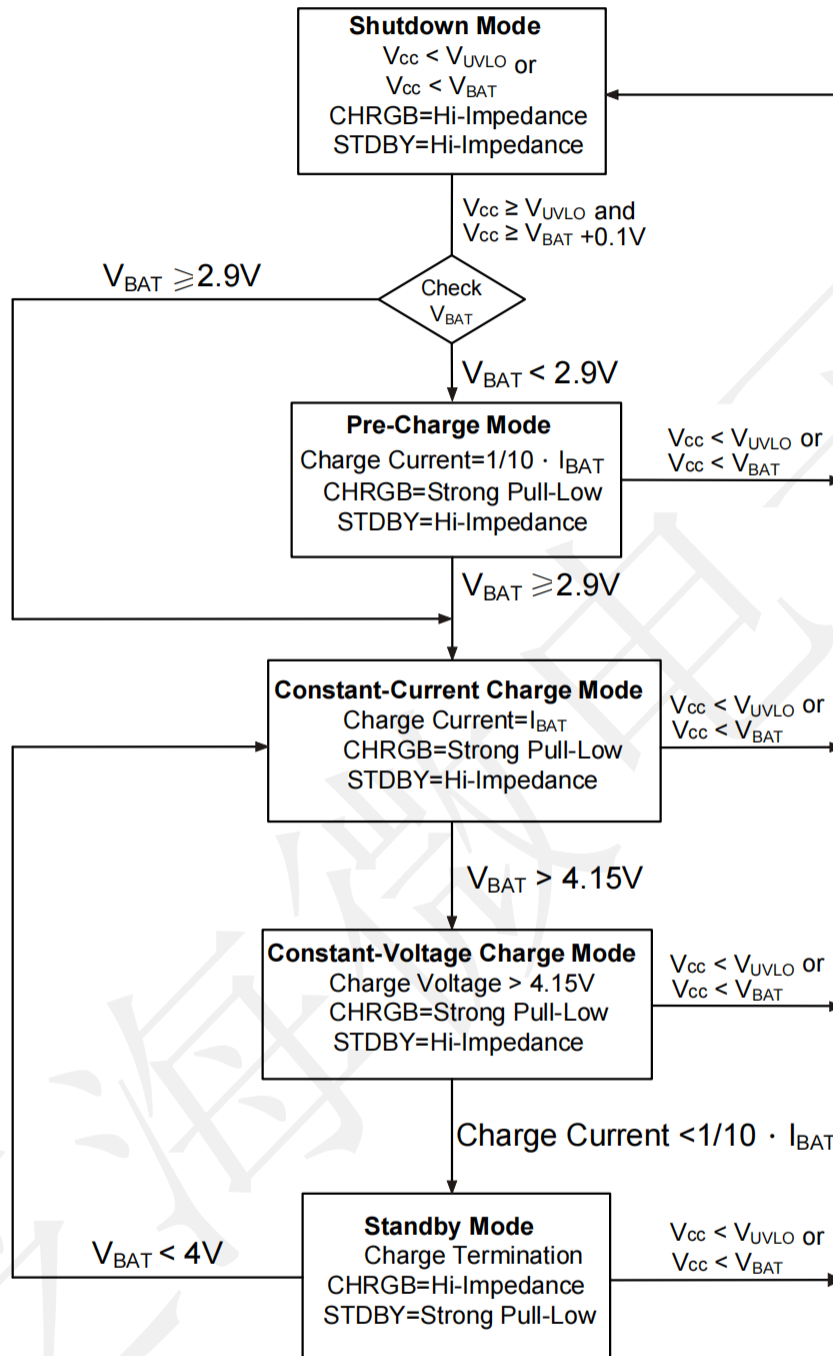 Shutdown Mode
Vcc < VUVLO or
Vcc < VBAT
CHRGB=Hi-Impedance
STDBY=Hi-Impedance
Vcc ≥ VUVLO and
Vcc ≥ VBAT +0.1V
VBAT ⩾2.9V
Check
VBAT
VBAT < 2.9V
Pre-Charge Mode
Charge Current=1/10 · IBAT
CHRGB=Strong Pull-Low
STDBY=Hi-Impedance
Vcc < VUVLO or
Vcc < VBAT
VBAT ⩾2.9V
Constant-Current Charge Mode
Charge Current=IBAT
CHRGB=Strong Pull-Low
STDBY=Hi-Impedance
Vcc < VUVLO or
Vcc < VBAT
VBAT > 4.15V
Constant-Voltage Charge Mode
Charge Voltage > 4.15V
CHRGB=Strong Pull-Low
STDBY=Hi-Impedance
Vcc < VUVLO or
Vcc < VBAT
Charge Current <1/10 · IBAT
Standby Mode
Charge Termination
CHRGB=Hi-Impedance
STDBY=Strong Pull-Low
VBAT < 4V
Vcc < VUVLO or
Vcc < VBAT
海微电